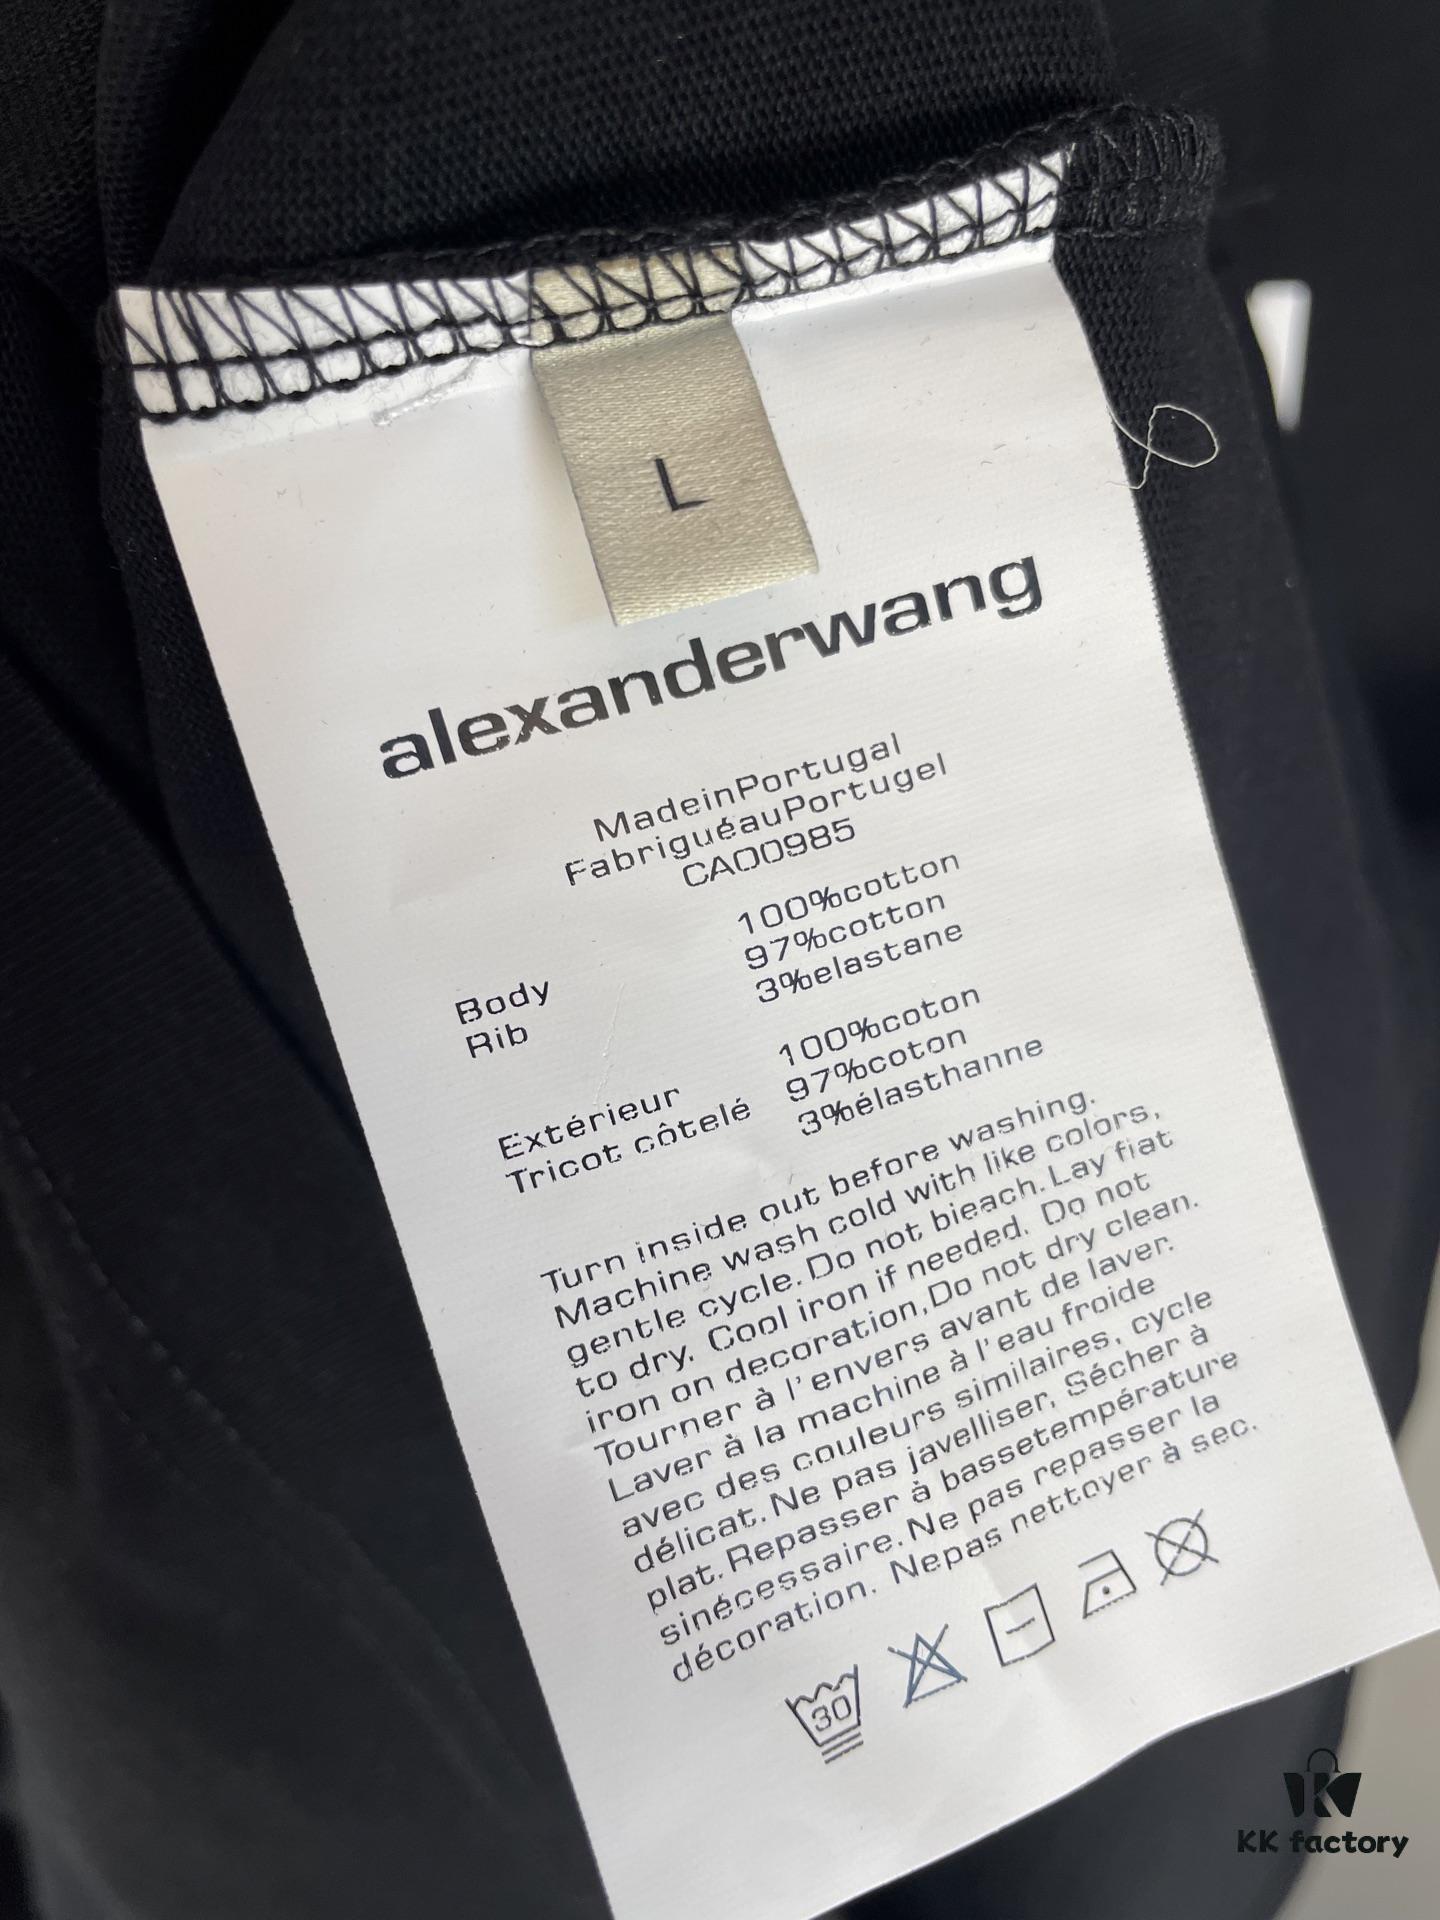 L
alexanderwang
MadeinPortugal
FabriguéauPortugel
CA00985
100%cotton
97%cotton
3%elastane
Body
Rib
100%coton
97%coton
3%élasthanne
Extérieur
Tricot côtelé
Turn inside out before washing.
Machine wash cold with like colors,
gentle cycle. Do not bieach. Lay fiat
to dry. Cool iron if needed. Do not
iron on decoration,Do not dry clean.
Tourner à l'envers avant de laver.
Laver à la machine à l'eau froide
avec des couleurs similaires, cycle
délicat. Ne pas javelliser, Sécher à
plat. Repasser à bassetempérature
sinécessaire. Ne pas repasser la
décoration. Nepas nettoyer à sec.
30
KK factory